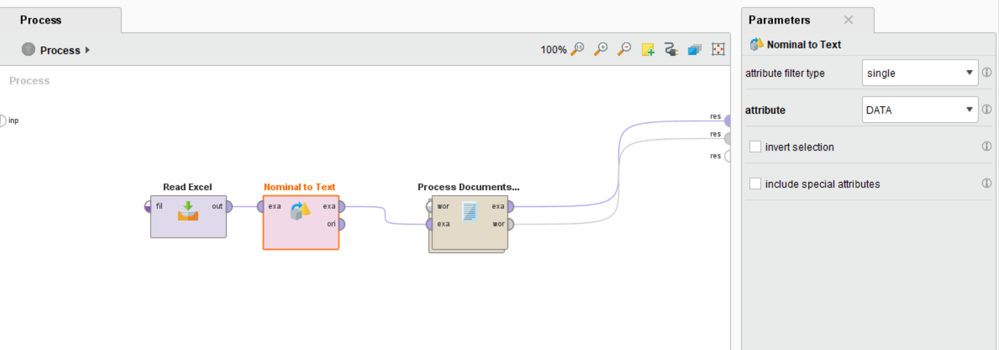 Process
Process
100%
Process
inp
res
res
res
Read Excel
fil
out
Nominal to Text
exa
exa
ori
Process Documents...
wor
exa
exa
wor
Parameters
Nominal to Text
attribute filter type
single
attribute
DATA
invert selection
include special attributes